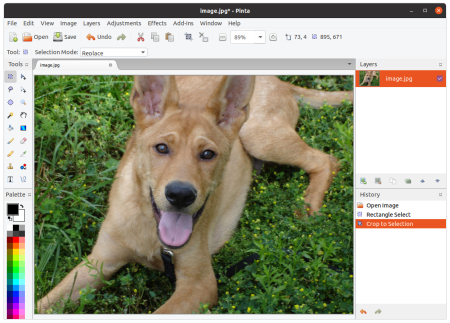 image.jpg* - Pinta
File Edit View Image Layers Adjustments Effects Add-ins Window Help
Open Save Undo 89% 73, 4 895, 671
Tool: Selection Mode: Replace
Tools image.jpg Layers
image.jpg
Palette
History
Open Image
Rectangle Select
Crop to Selection